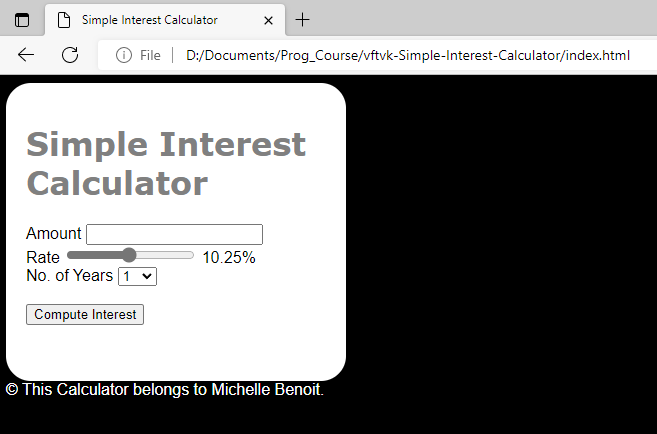 Simple Interest Calculator
File
D:/Documents/Prog_Course/vftvk-Simple-Interest-Calculator/index.html
Simple Interest
Calculator
Amount
Rate 10.25%
No. of Years 1
Compute Interest
© This Calculator belongs to Michelle Benoit.